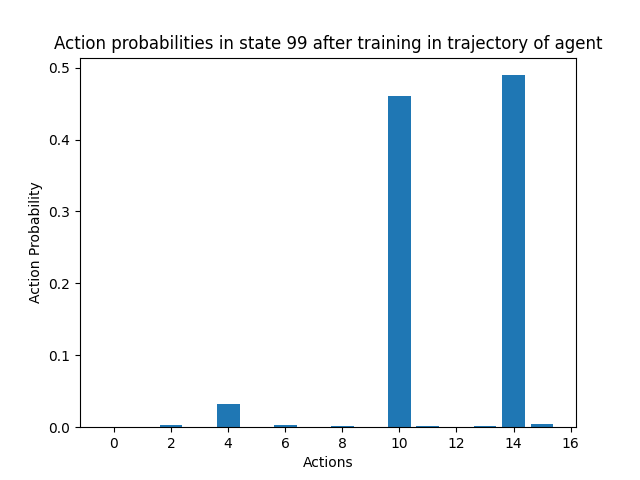 Action probabilities in state 99 after training in trajectory of agent
0.5
0.4
0.3
0.2
0.1
0.0
Action Probability
0 2 4 6 8 10 12 14 16
Actions